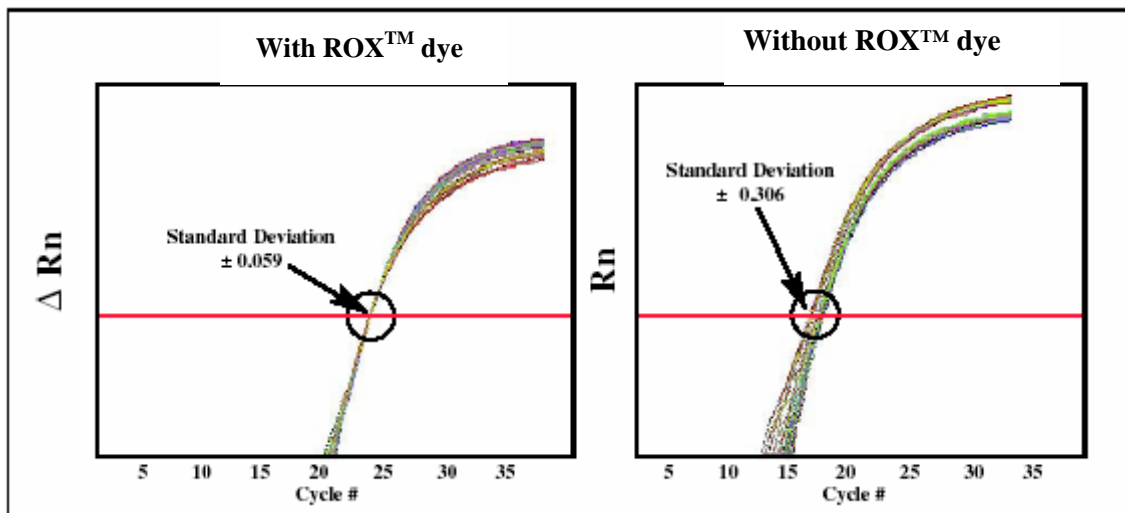 With ROX™ dye
Standard Deviation
± 0.059
Δ Rn
5 10 15 20 25 30 35
Cycle #
Without ROX™ dye
Standard Deviation
± 0.306
Rn
5 10 15 20 25 30 35
Cycle #